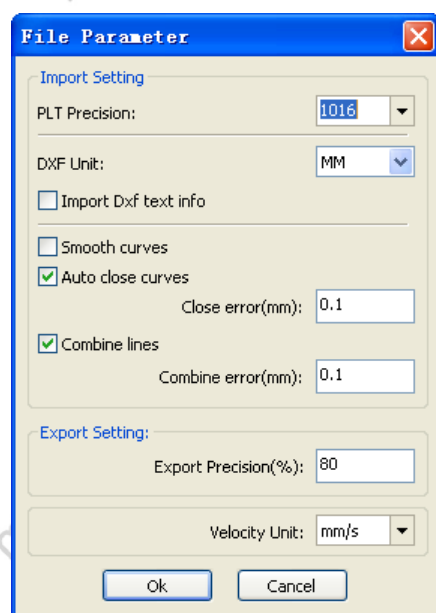 File Parameter
Import Setting
PLT Precision: 1016
DXF Unit: MM
Import Dxf text info
Smooth curves
Auto close curves
Close error(mm): 0.1
Combine lines
Combine error(mm): 0.1
Export Setting:
Export Precision(%): 80
Velocity Unit: mm/s
Ok Cancel